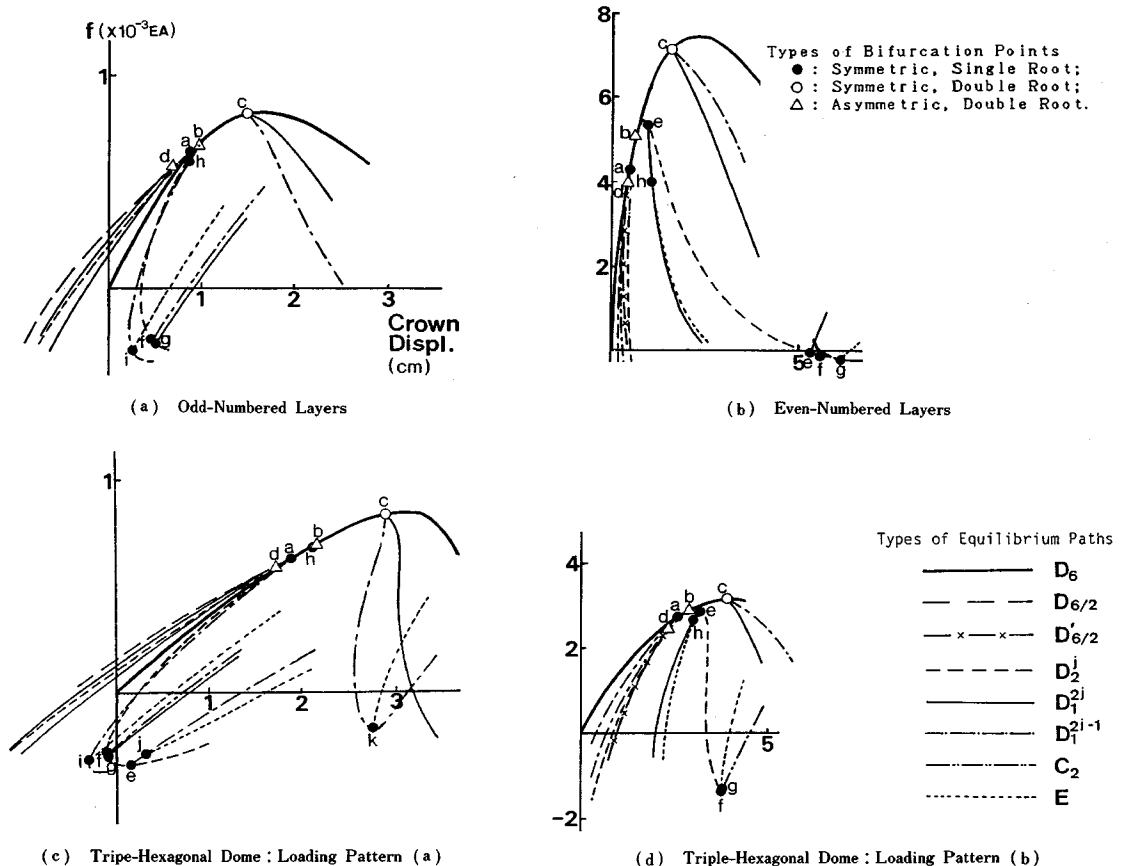 f (×10⁻³EA)
1
c
b
a
d
h
1
2
3
Crown
Displ.
(cm)
f
g
i
(a) Odd-Numbered Layers
8
c
Types of Bifurcation Points
● : Symmetric, Single Root;
○ : Symmetric, Double Root;
△ : Asymmetric, Double Root.
6
b
e
a
h
4
d
2
5
e
f
g
(b) Even-Numbered Layers
1
c
b
a
d
h
1
2
3
i
f
g
j
e
k
(c) Tripe-Hexagonal Dome : Loading Pattern (a)
4
c
b
a
e
d
h
2
5
g
f
-2
(d) Triple-Hexagonal Dome : Loading Pattern (b)
Types of Equilibrium Paths
D₆
D₆/₂
D′₆/₂
D₂ʲ
D₁²ʲ
D₁²ʲ⁻¹
C₂
E